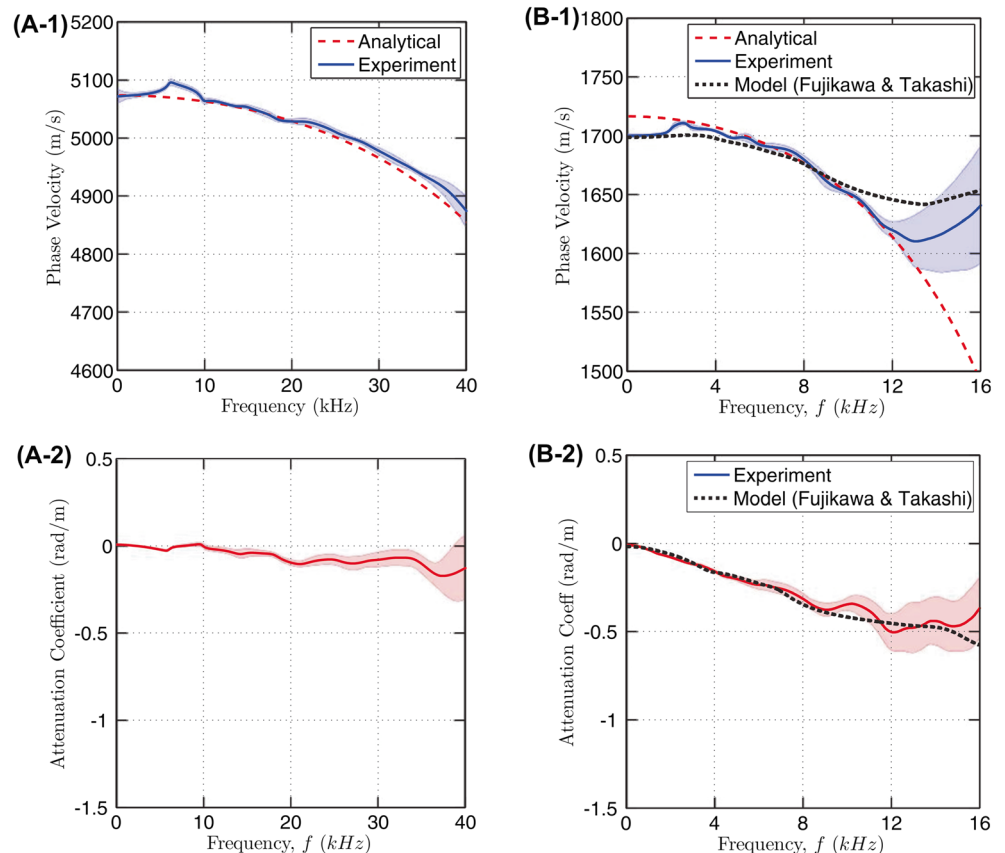 (A-1)
5200
5100
5000
4900
4800
4700
4600
0
10
20
30
40
Phase Velocity (m/s)
Frequency (kHz)
Analytical
Experiment
(B-1)
1800
1750
1700
1650
1600
1550
1500
0
4
8
12
16
Phase Velocity (m/s)
Frequency, f (kHz)
Analytical
Experiment
Model (Fujikawa & Takashi)
(A-2)
0.5
0
-0.5
-1
-1.5
0
10
20
30
40
Attenuation Coefficient (rad/m)
Frequency, f (kHz)
(B-2)
0.5
0
-0.5
-1
-1.5
0
4
8
12
16
Attenuation Coeff (rad/m)
Frequency, f (kHz)
Experiment
Model (Fujikawa & Takashi)